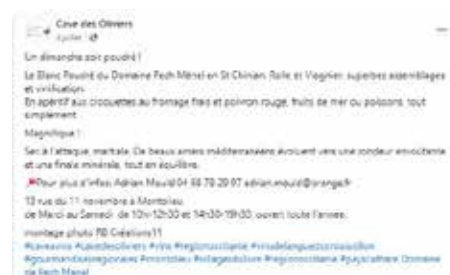 Cave des Oliviers
4 juillet
Un dimanche soir poudré !
Le Blanc Poudré du Domaine Pech Ménel en St Chinian. Rolle et Viognier, superbes assemblages
et vinification.
En apéritif aux croquettes au fromage frais et poivron rouge, fruits de mer ou poissons, tout
simplement.
Magnifique !
Sec à l'attaque, martiale. De beaux amers méditerranéens évoluent vers une rondeur envoûtante
et une finale minérale, tout en équilibre.
Pour plus d'infos: Adrian Mould 04 68 78 29 97 adrian.mould@orange.fr
13 rue du 11 novembre à Montolieu
de Mardi au Samedi de 10h-12h30 et 14h30-19h30, ouvert toute l'année.
montage photo RB Créations11
#caveavins #cavedesoliviers #vins #regionoccitanie #vinsdelanguedocroussillon
#gourmandisesregionales #montolieu #villagedulivre #regionoccitanie #payscathare Domaine
de Pech Ménel